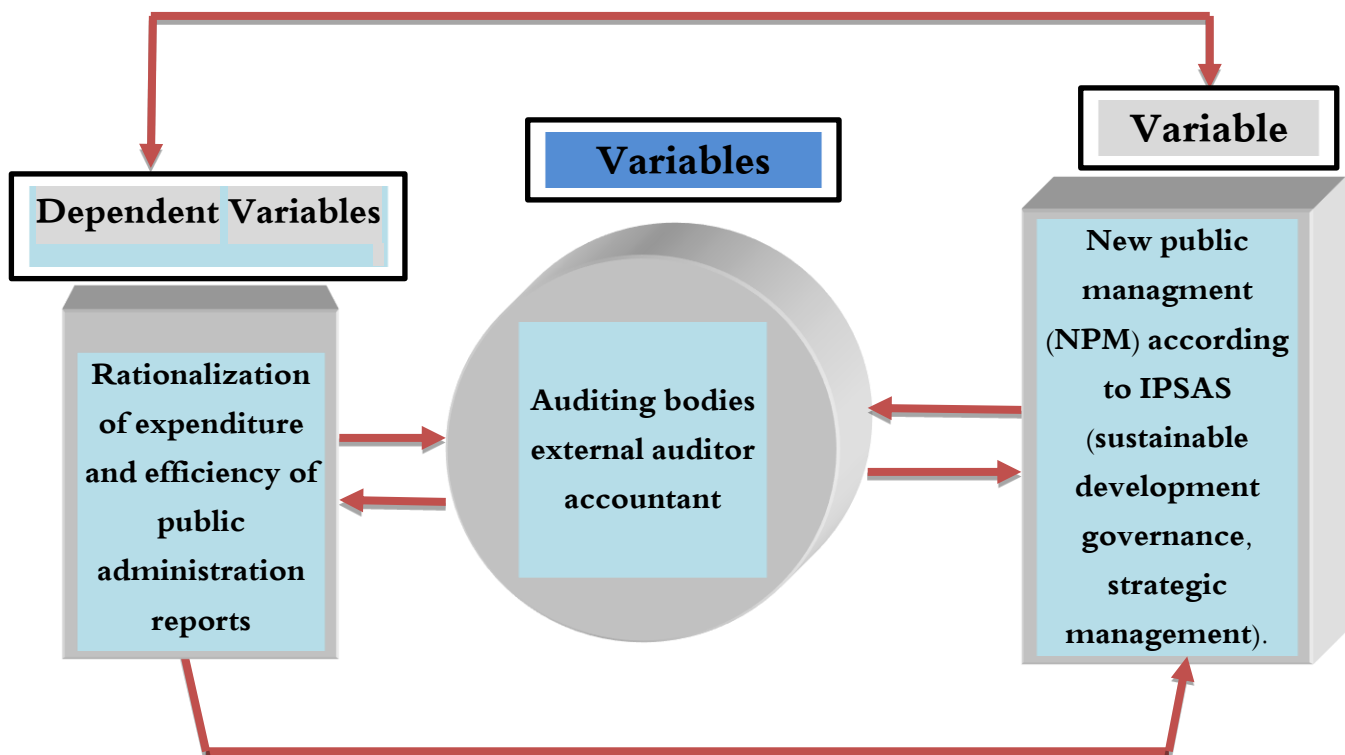 Dependent Variables
Rationalization
of expenditure
and efficiency of
public
administration
reports
Variables
Auditing bodies
external auditor
accountant
Variable
New public
managment
(NPM) according
to IPSAS
(sustainable
development
governance,
strategic
management).